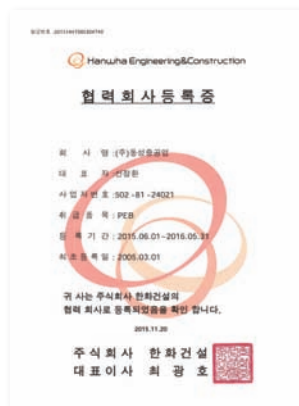 Hanwha Engineering&Construction
협력회사등록증
회 사 명 :(주)동성중공업
대 표 자 :진장환
사업자번호 :502-81-24021
취급품목 :PEB
등록기간 :2015.06.01~2016.05.31
최초등록일 :2005.03.01
귀 사는 주식회사 한화건설의
협력 회사로 등록되었음을 확인 합니다.
2015.11.20
주식회사 한화건설
대표이사 최 광 호